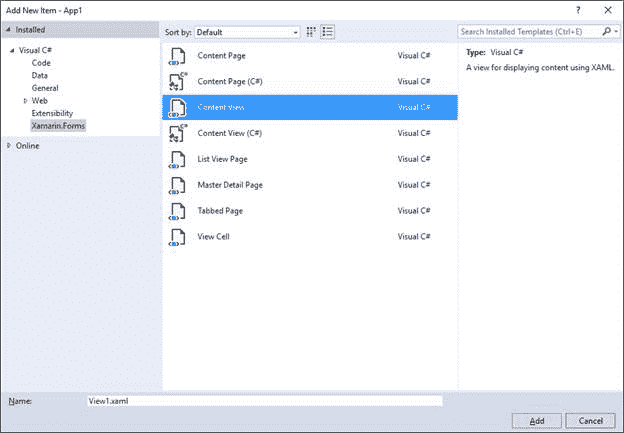 Add New Item - App1
Installed
Sort by: Default
Search Installed Templates (Ctrl+E)
Visual C#
Code
Data
General
Web
Extensibility
Xamarin.Forms
Online
Content Page Visual C#
Content Page (C#) Visual C#
Content View Visual C#
Content View (C#) Visual C#
List View Page Visual C#
Master Detail Page Visual C#
Tabbed Page Visual C#
View Cell Visual C#
Type: Visual C#
A view for displaying content using XAML.
Name: View1.xaml
Add Cancel